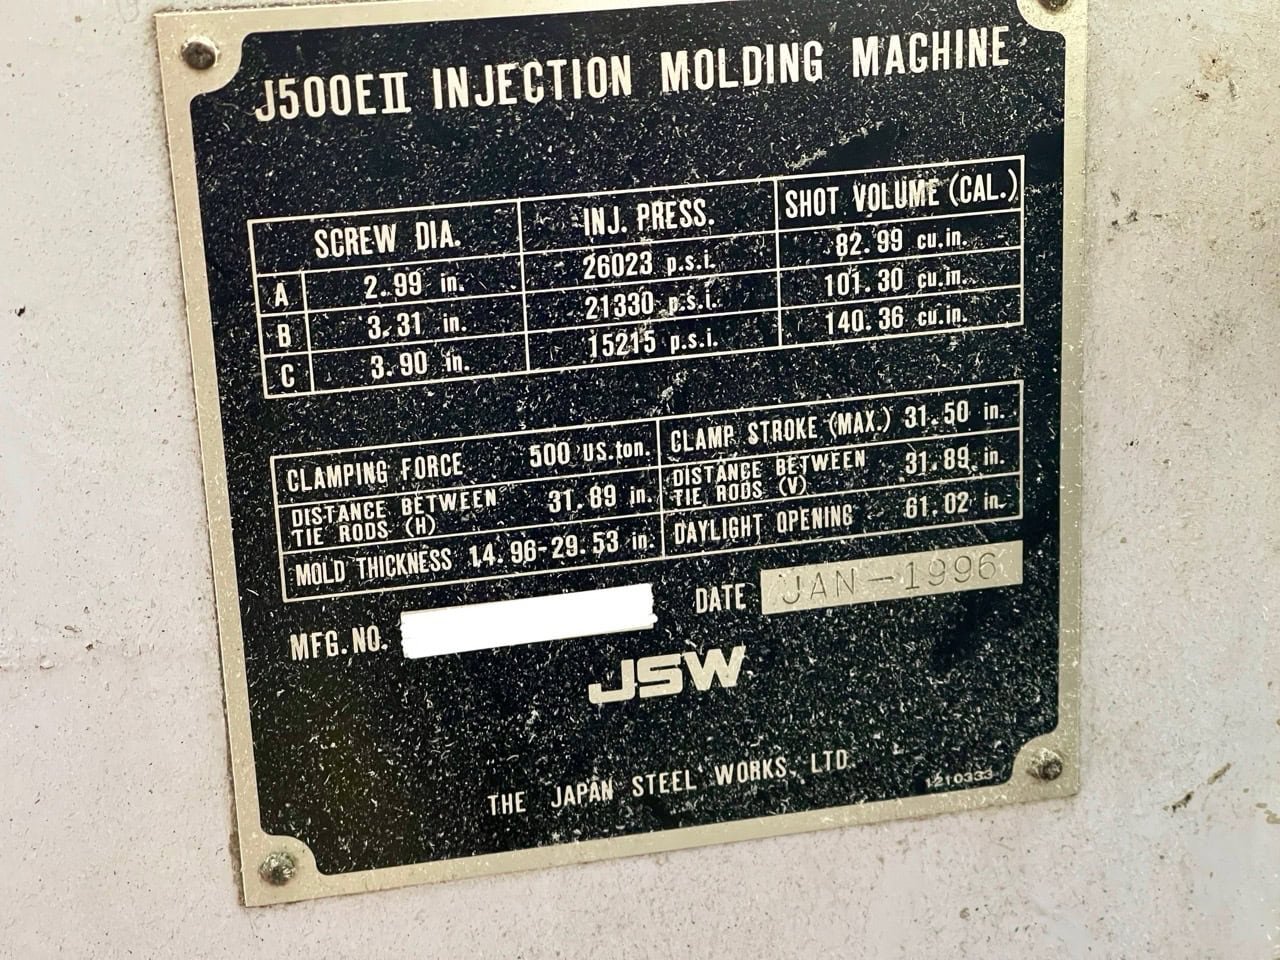 J500EⅡ INJECTION MOLDING MACHINE
SCREW DIA. INJ. PRESS. SHOT VOLUME (CAL.)
A 2.99 in. 26023 p.s.i. 82.99 cu.in.
B 3.31 in. 21330 p.s.i. 101.30 cu.in.
C 3.90 in. 15215 p.s.i. 140.36 cu.in.
CLAMPING FORCE 500 US.ton. CLAMP STROKE (MAX.) 31.50 in.
DISTANCE BETWEEN
TIE RODS (H) 31.89 in.
DISTANCE BETWEEN
TIE RODS (V) 31.89 in.
MOLD THICKNESS 14.96-29.53 in. DAYLIGHT OPENING 61.02 in.
MFG. NO. DATE JAN-1996
JSW
THE JAPAN STEEL WORKS, LTD.
1210333